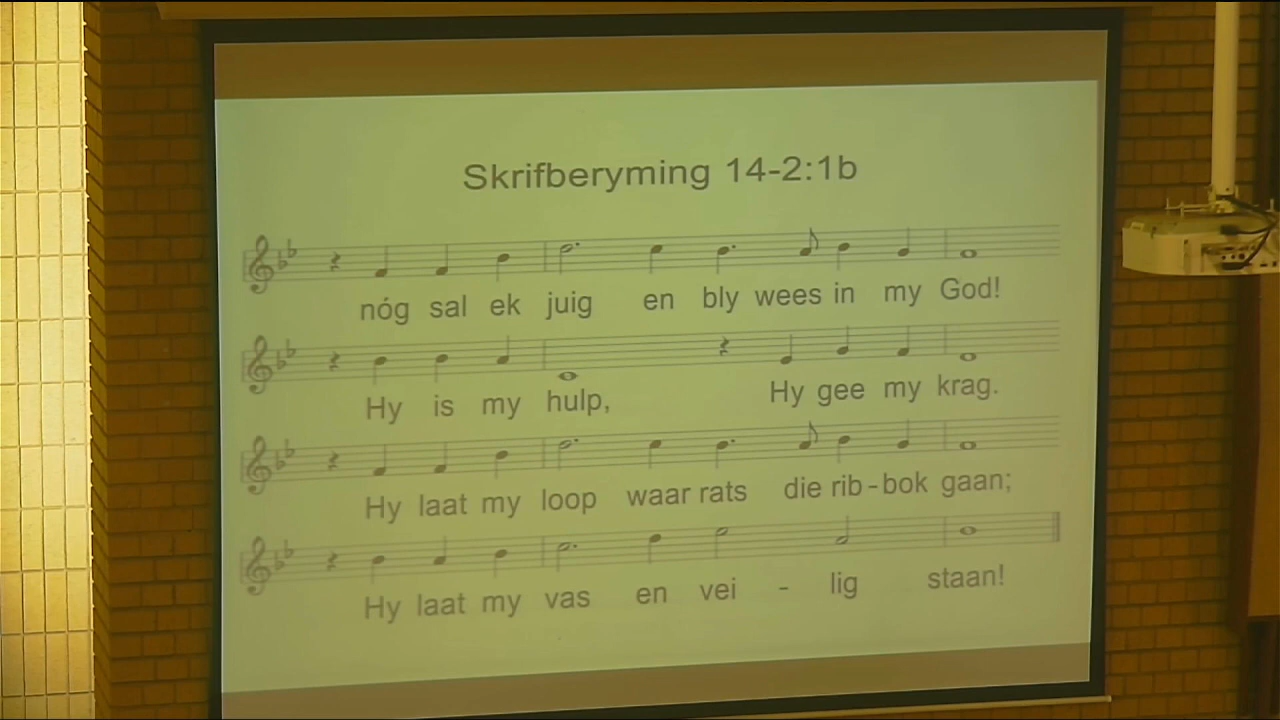 Skrifberyming 14-2:1b
nóg sal ek juig en bly wees in my God!
Hy is my hulp, Hy gee my krag.
Hy laat my loop waar rats die rib-bok gaan;
Hy laat my vas en vei - lig staan!